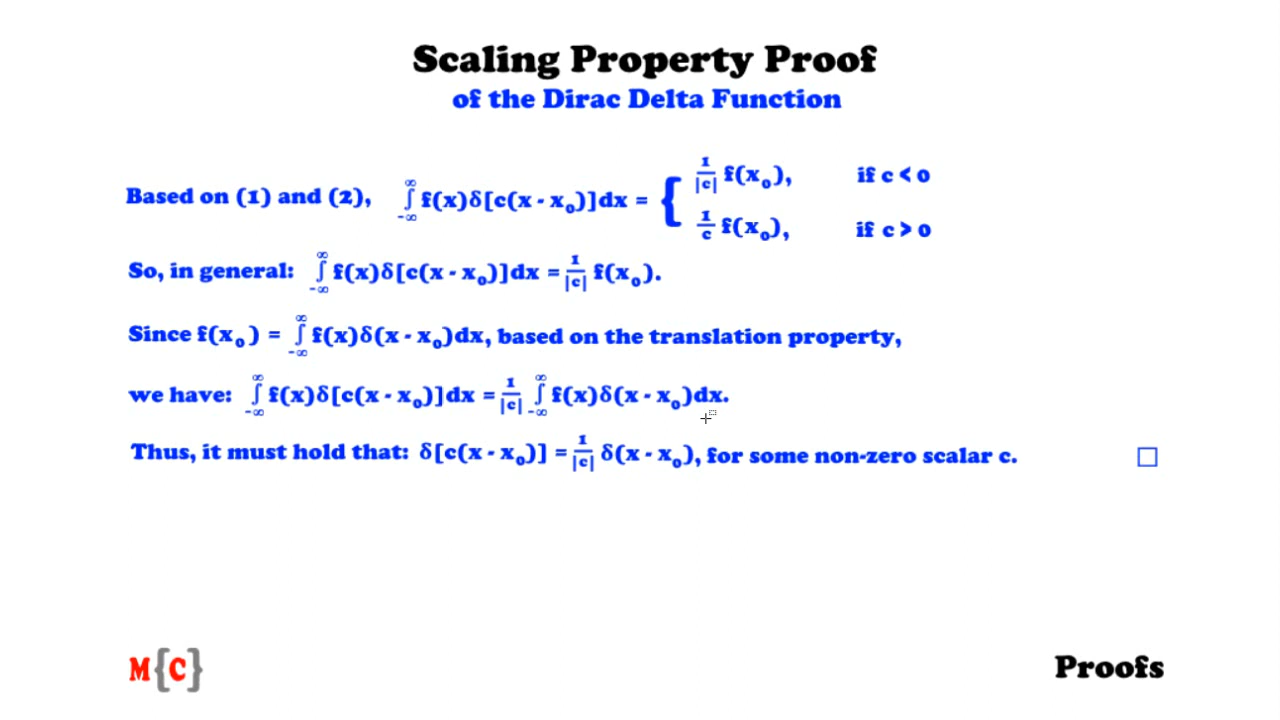 Scaling Property Proof
of the Dirac Delta Function
Based on (1) and (2), ∫_{-∞}^{∞} f(x)δ[c(x - x₀)]dx = { 1/|c| f(x₀), if c < 0
1/c f(x₀), if c > 0
So, in general: ∫_{-∞}^{∞} f(x)δ[c(x - x₀)]dx = 1/|c| f(x₀).
Since f(x₀) = ∫_{-∞}^{∞} f(x)δ(x - x₀)dx, based on the translation property,
we have: ∫_{-∞}^{∞} f(x)δ[c(x - x₀)]dx = 1/|c| ∫_{-∞}^{∞} f(x)δ(x - x₀)dx.
Thus, it must hold that: δ[c(x - x₀)] = 1/|c| δ(x - x₀), for some non-zero scalar c. □
M{C}
Proofs